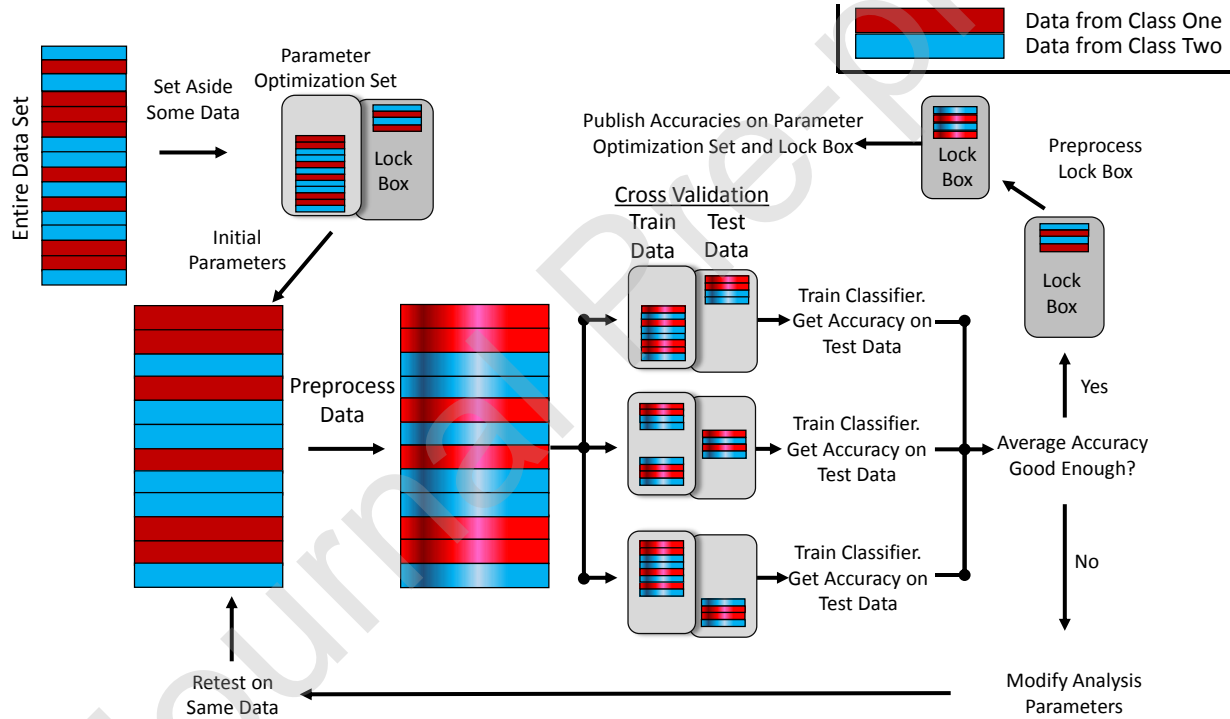 Data from Class One
Data from Class Two
Entire Data Set
Set Aside
Some Data
Parameter
Optimization Set
Lock
Box
Publish Accuracies on Parameter
Optimization Set and Lock Box
Lock
Box
Preprocess
Lock Box
Lock
Box
Initial
Parameters
Cross Validation
Train
Data
Test
Data
Preprocess
Data
Train Classifier.
Get Accuracy on
Test Data
Train Classifier.
Get Accuracy on
Test Data
Train Classifier.
Get Accuracy on
Test Data
Yes
Average Accuracy
Good Enough?
No
Modify Analysis
Parameters
Retest on
Same Data
Journal Pre-p